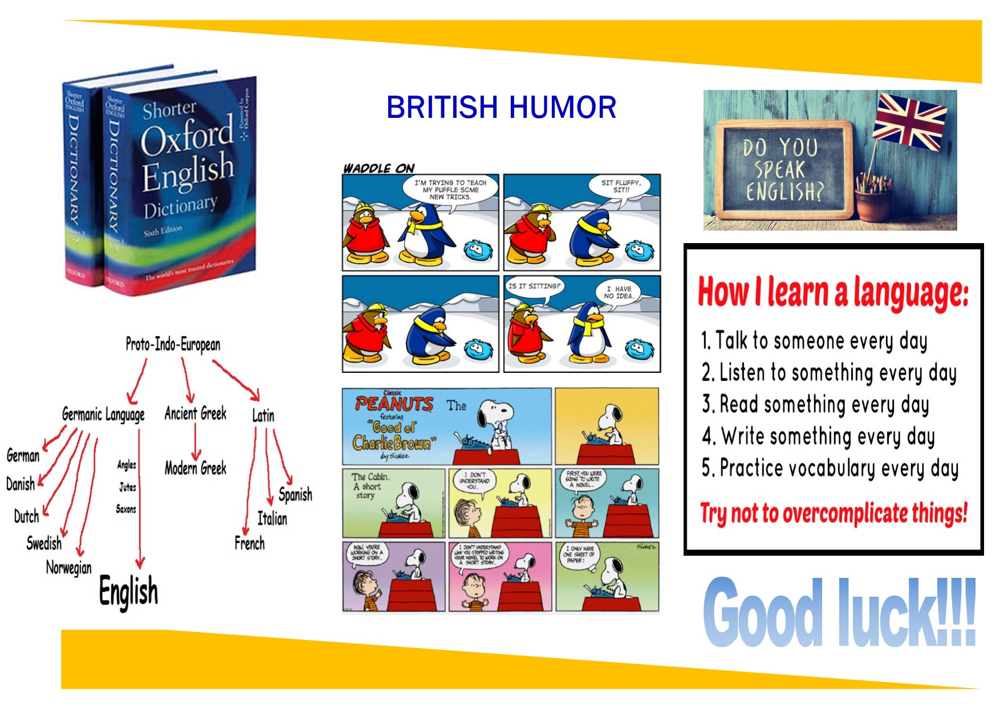 Shorter
Oxford
ENGLISH
DICTIONARY
OXFORD
Shorter
Oxford
ENGLISH
DICTIONARY
OXFORD
Shorter
Oxford
English
Dictionary
Sixth Edition
The world's most trusted dictionaries
Powered by
Oxford Corpus
Proto-Indo-European
Germanic Language
Ancient Greek
Latin
German
Danish
Dutch
Swedish
Norwegian
Angles
Jutes
Saxons
English
Modern Greek
French
Italian
Spanish
BRITISH HUMOR
WADDLE ON
I'M TRYING TO TEACH
MY PUFFLE SOME
NEW TRICKS.
SIT FLUFFY,
SIT!!
IS IT SITTING?
I HAVE
NO IDEA.
Classic
PEANUTS
featuring
"Good ol'
CharlieBrown"
by SCHULZ
The
The Cabin.
A short
story
I DON'T
UNDERSTAND
YOU...
FIRST, YOU WERE
GOING TO WRITE
A NOVEL..
NOW, YOU'RE
WORKING ON A
SHORT STORY...
I DON'T UNDERSTAND
WHY YOU STOPPED WRITING
YOUR NOVEL TO WORK ON
A SHORT STORY...
I ONLY HAVE
ONE SHEET OF
PAPER!
SCHULZ
DO YOU
SPEAK
ENGLISH?
How I learn a language:
1. Talk to someone every day
2. Listen to something every day
3. Read something every day
4. Write something every day
5. Practice vocabulary every day
Try not to overcomplicate things!
Good luck!!!